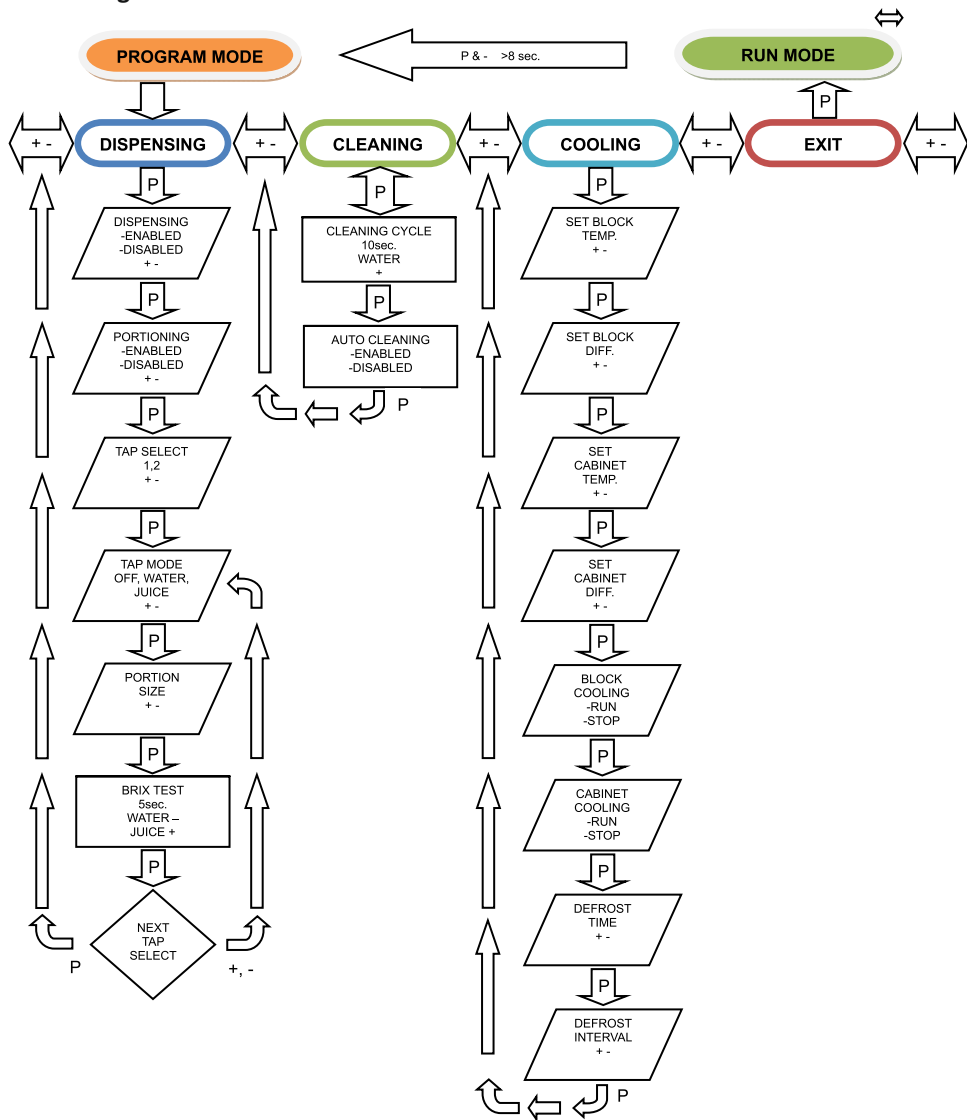 PROGRAM MODE
P & - >8 sec.
RUN MODE
P
+ -
DISPENSING
+ -
CLEANING
+ -
COOLING
+ -
EXIT
+ -
P
DISPENSING
-ENABLED
-DISABLED
+ -
P
PORTIONING
-ENABLED
-DISABLED
+ -
P
TAP SELECT
1,2
+ -
P
TAP MODE
OFF, WATER,
JUICE
+ -
P
PORTION
SIZE
+ -
P
BRIX TEST
5sec.
WATER –
JUICE +
P
NEXT
TAP
SELECT
P
+, -
P
CLEANING CYCLE
10sec.
WATER
+
P
AUTO CLEANING
-ENABLED
-DISABLED
P
P
SET BLOCK
TEMP.
+ -
P
SET BLOCK
DIFF.
+ -
P
SET
CABINET
TEMP.
+ -
P
SET
CABINET
DIFF.
+ -
P
BLOCK
COOLING
-RUN
-STOP
P
CABINET
COOLING
-RUN
-STOP
P
DEFROST
TIME
+ -
P
DEFROST
INTERVAL
+ -
P